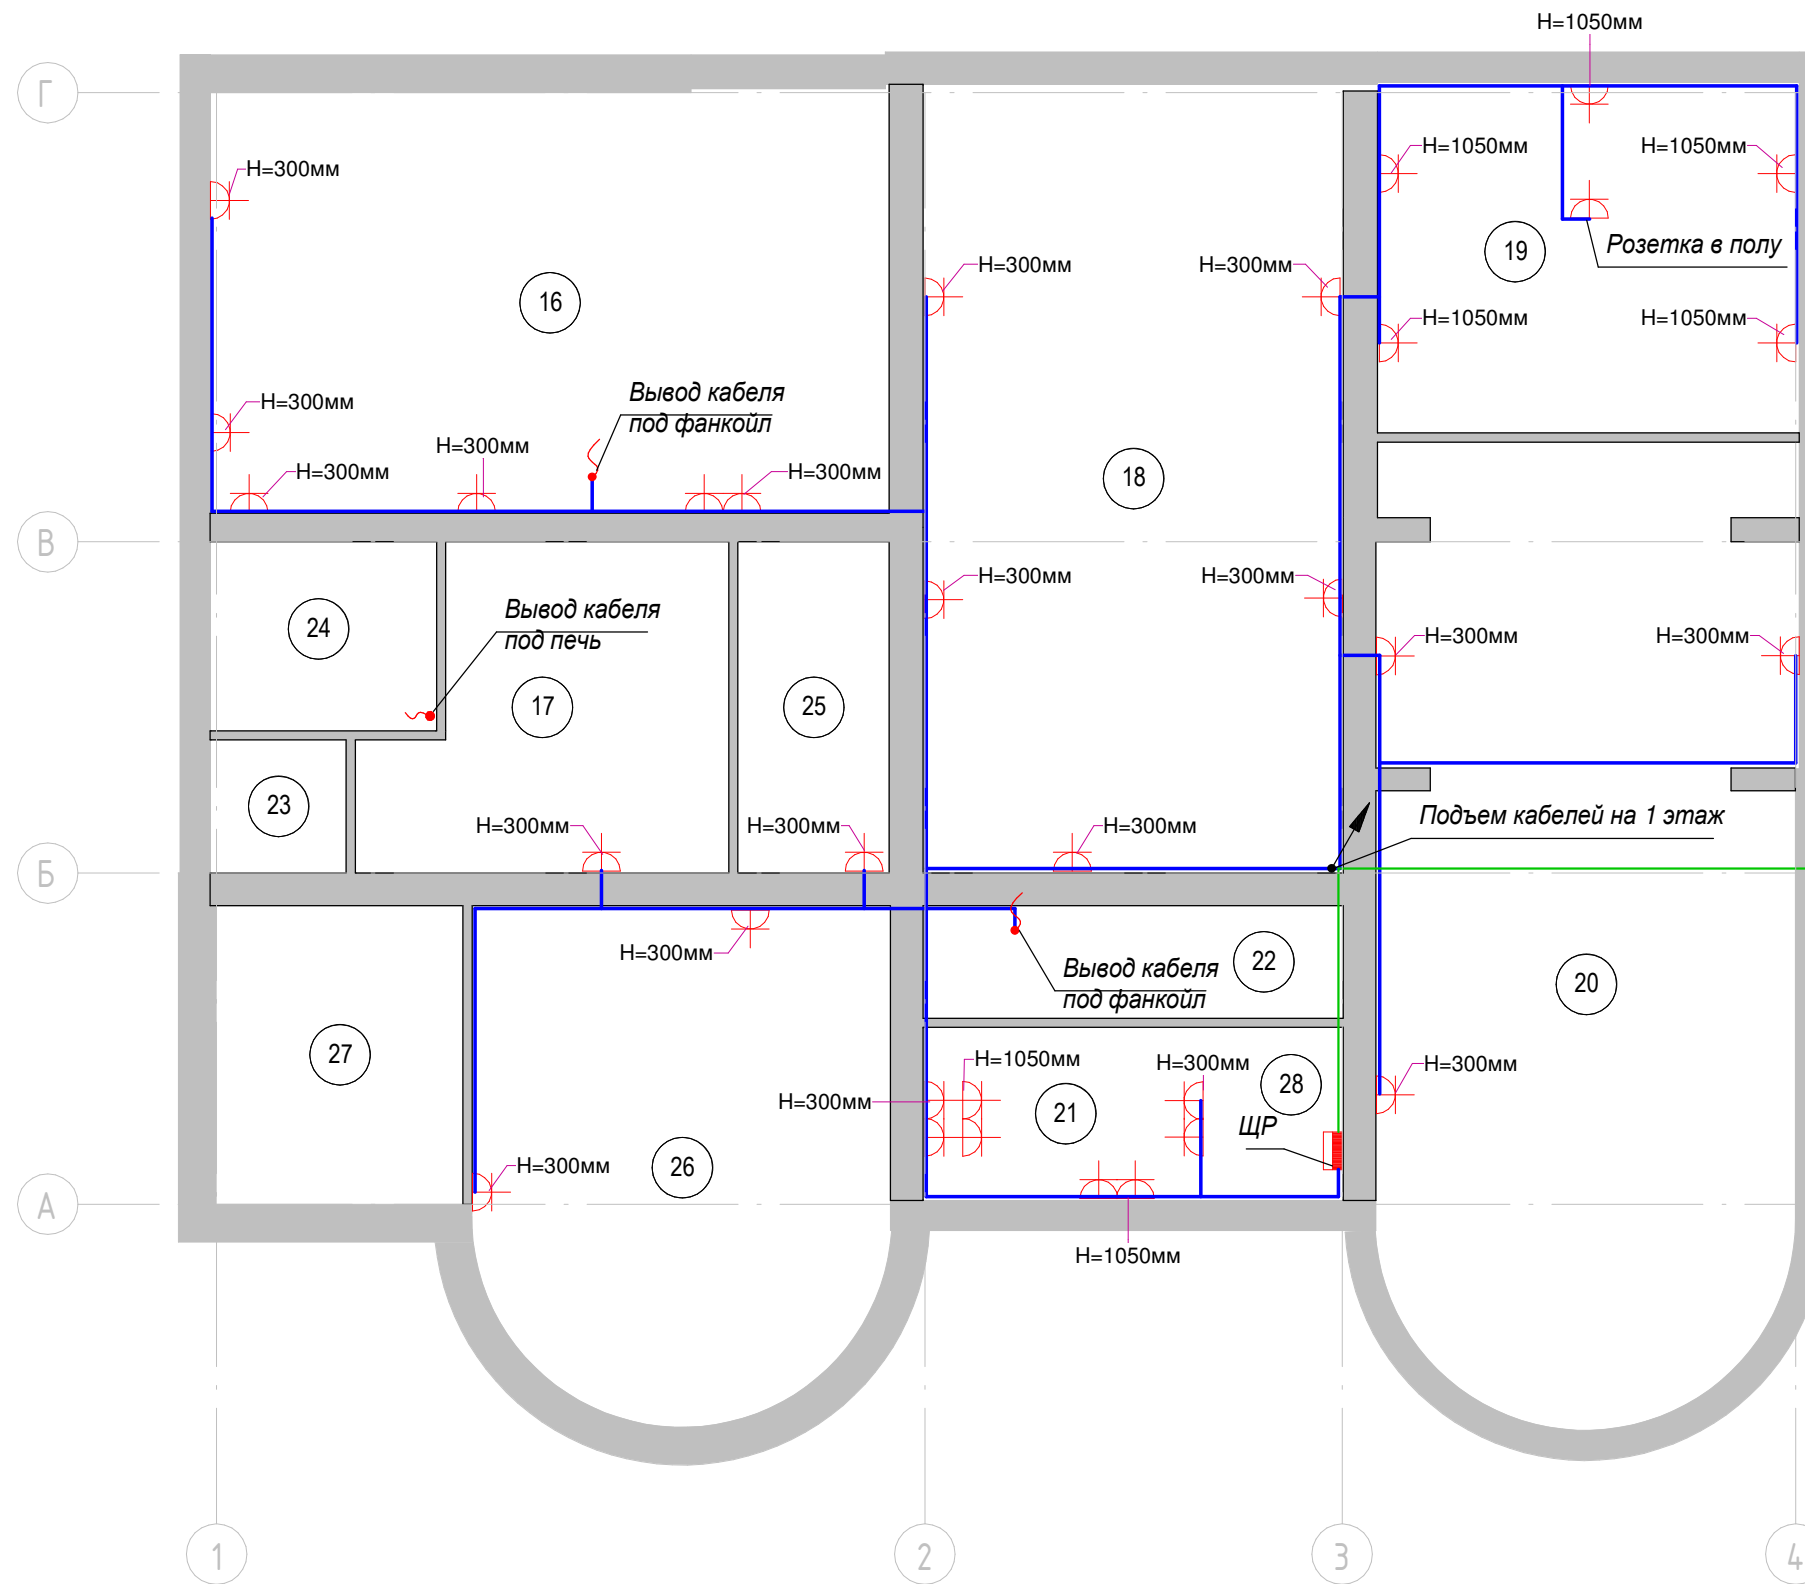 H=1050мм
Г
H=300мм
H=1050мм
H=1050мм
19
Розетка в полу
H=300мм
H=300мм
16
H=1050мм
H=1050мм
Вывод кабеля
под фанкойл
H=300мм
H=300мм
H=300мм
H=300мм
18
В
H=300мм
H=300мм
Вывод кабеля
под печь
24
H=300мм
H=300мм
17
25
23
H=300мм
H=300мм
H=300мм
Подъем кабелей на 1 этаж
Б
H=300мм
Вывод кабеля
под фанкойл
22
20
27
H=1050мм
H=300мм
28
H=300мм
H=300мм
21
ЩР
H=300мм
26
А
H=1050мм
1
2
3
4